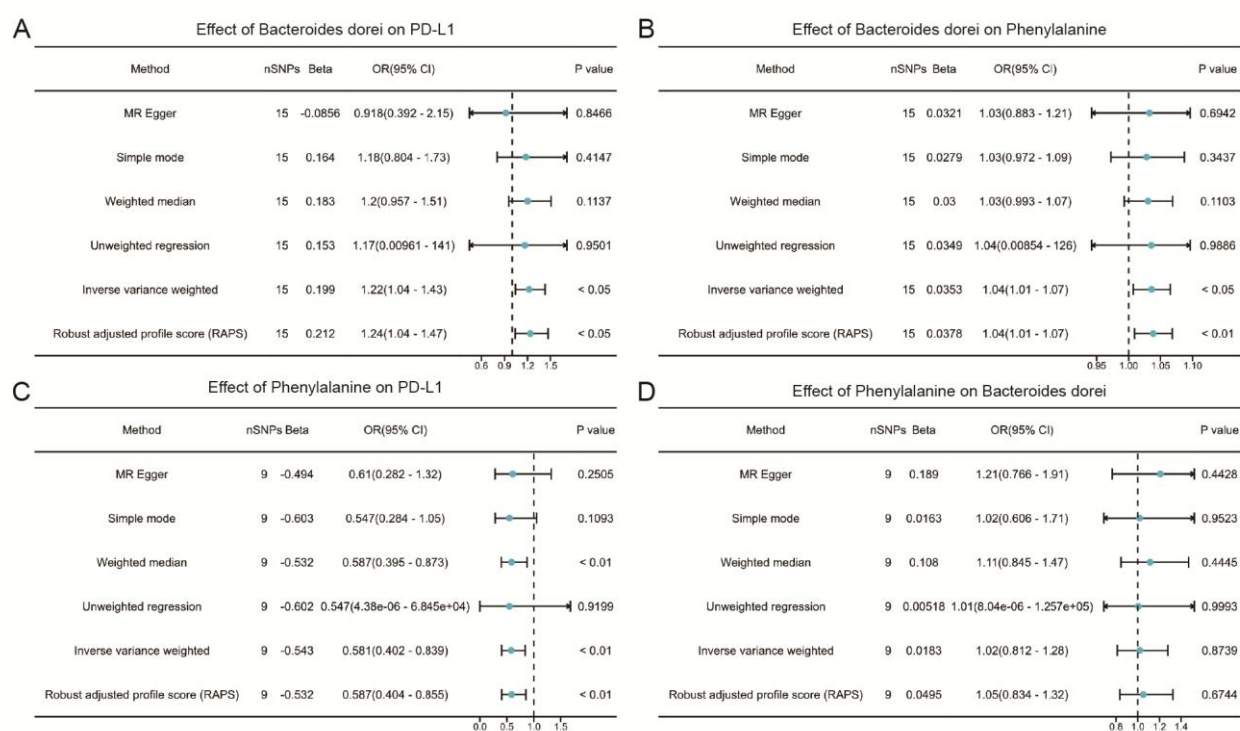 A Effect of Bacteroides dorei on PD-L1
Method nSNPs Beta OR(95% CI) P value
MR Egger 15 -0.0856 0.918(0.392 - 2.15) 0.8466
Simple mode 15 0.164 1.18(0.804 - 1.73) 0.4147
Weighted median 15 0.183 1.2(0.957 - 1.51) 0.1137
Unweighted regression 15 0.153 1.17(0.00961 - 141) 0.9501
Inverse variance weighted 15 0.199 1.22(1.04 - 1.43) < 0.05
Robust adjusted profile score (RAPS) 15 0.212 1.24(1.04 - 1.47) < 0.05
0.6 0.9 1.2 1.5
B Effect of Bacteroides dorei on Phenylalanine
Method nSNPs Beta OR(95% CI) P value
MR Egger 15 0.0321 1.03(0.883 - 1.21) 0.6942
Simple mode 15 0.0279 1.03(0.972 - 1.09) 0.3437
Weighted median 15 0.03 1.03(0.993 - 1.07) 0.1103
Unweighted regression 15 0.0349 1.04(0.00854 - 126) 0.9886
Inverse variance weighted 15 0.0353 1.04(1.01 - 1.07) < 0.05
Robust adjusted profile score (RAPS) 15 0.0378 1.04(1.01 - 1.07) < 0.01
0.95 1.00 1.05 1.10
C Effect of Phenylalanine on PD-L1
Method nSNPs Beta OR(95% CI) P value
MR Egger 9 -0.494 0.61(0.282 - 1.32) 0.2505
Simple mode 9 -0.603 0.547(0.284 - 1.05) 0.1093
Weighted median 9 -0.532 0.587(0.395 - 0.873) < 0.01
Unweighted regression 9 -0.602 0.547(4.38e-06 - 6.845e+04) 0.9199
Inverse variance weighted 9 -0.543 0.581(0.402 - 0.839) < 0.01
Robust adjusted profile score (RAPS) 9 -0.532 0.587(0.404 - 0.855) < 0.01
0.0 0.5 1.0 1.5
D Effect of Phenylalanine on Bacteroides dorei
Method nSNPs Beta OR(95% CI) P value
MR Egger 9 0.189 1.21(0.766 - 1.91) 0.4428
Simple mode 9 0.0163 1.02(0.606 - 1.71) 0.9523
Weighted median 9 0.108 1.11(0.845 - 1.47) 0.4445
Unweighted regression 9 0.00518 1.01(8.04e-06 - 1.257e+05) 0.9993
Inverse variance weighted 9 0.0183 1.02(0.812 - 1.28) 0.8739
Robust adjusted profile score (RAPS) 9 0.0495 1.05(0.834 - 1.32) 0.6744
0.8 1.0 1.2 1.4